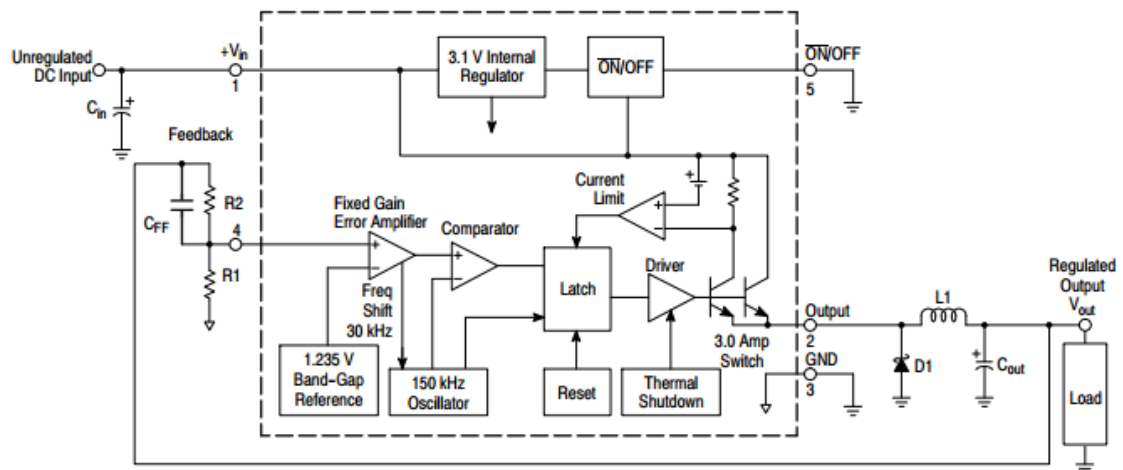 Unregulated
DC Input
+Vin
1
Cin
+
3.1 V Internal
Regulator
O̅N̅/OFF
O̅N̅/OFF
5
Feedback
R2
CFF
4
R1
Fixed Gain
Error Amplifier
+
−
Freq
Shift
30 kHz
Comparator
+
−
Current
Limit
+
−
+
Latch
Driver
3.0 Amp
Switch
1.235 V
Band-Gap
Reference
150 kHz
Oscillator
Reset
Thermal
Shutdown
Output
2
GND
3
L1
D1
+
Cout
Regulated
Output
Vout
Load